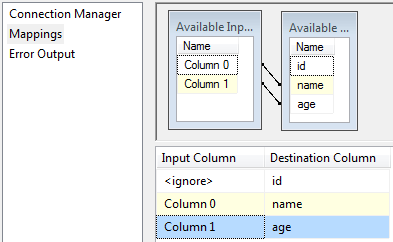 Connection Manager
Mappings
Error Output
Available Inp...
Name
Column 0
Column 1
Available ...
Name
id
name
age
Input Column Destination Column
<ignore> id
Column 0 name
Column 1 age